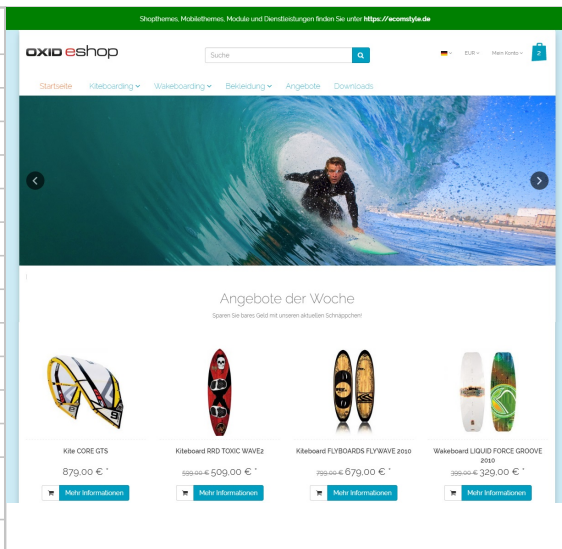 Shopthemes, Mobilethemes, Module und Dienstleistungen finden Sie unter https://ecomstyle.de
OXID eshop
Suche
EUR
Mein Konto
2
Startseite Kiteboarding Wakeboarding Bekleidung Angebote Downloads
Angebote der Woche
Sparen Sie bares Geld mit unseren aktuellen Schnäppchen!
Kite CORE GTS
879,00 € *
Mehr Informationen
Kiteboard RRD TOXIC WAVE2
599,00 € 509,00 € *
Mehr Informationen
Kiteboard FLYBOARDS FLYWAVE 2010
799,00 € 679,00 € *
Mehr Informationen
Wakeboard LIQUID FORCE GROOVE
2010
399,00 € 329,00 € *
Mehr Informationen